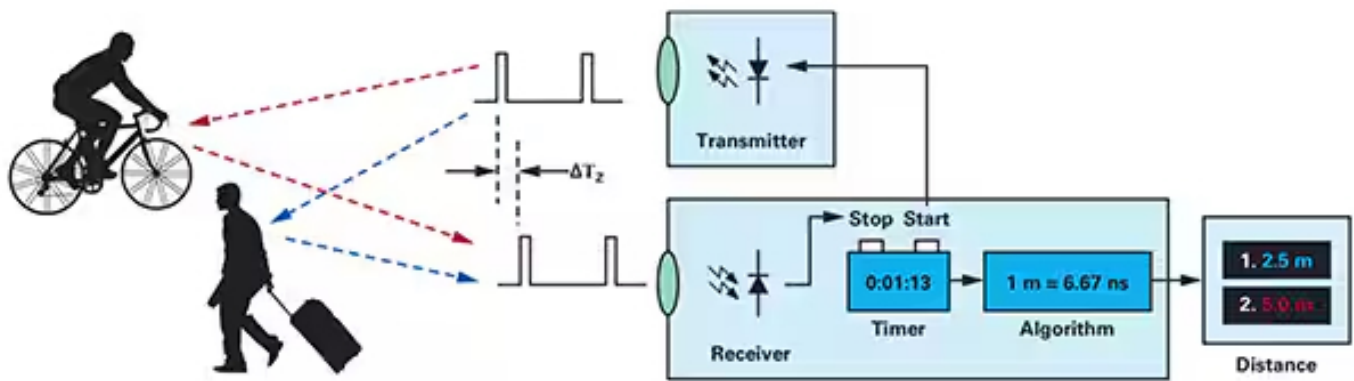 Transmitter
ΔTz
Stop Start
0:01:13
Timer
1 m = 6.67 ns
Algorithm
Receiver
1. 2.5 m
2. 5.0 m
Distance